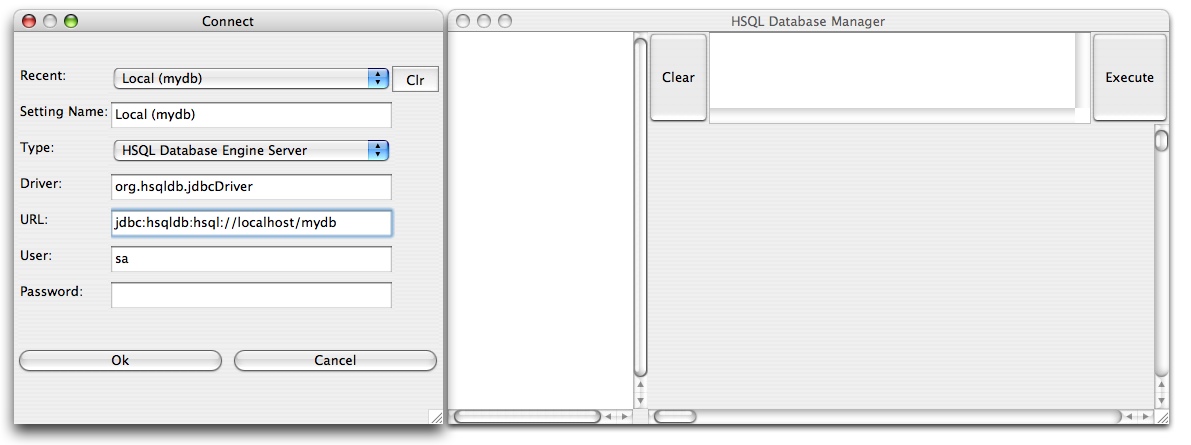 Connect
Recent: Local (mydb) Clr
Setting Name: Local (mydb)
Type: HSQL Database Engine Server
Driver: org.hsqldb.jdbcDriver
URL: jdbc:hsqldb:hsql://localhost/mydb
User: sa
Password:
Ok Cancel
HSQL Database Manager
Clear Execute